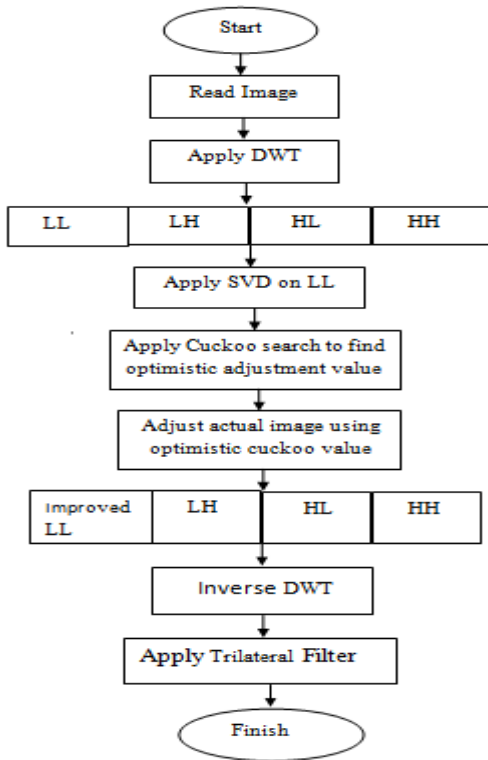 Start
Read Image
Apply DWT
LL LH HL HH
Apply SVD on LL
Apply Cuckoo search to find
optimistic adjustment value
Adjust actual image using
optimistic cuckoo value
Improved LL LH HL HH
Inverse DWT
Apply Trilateral Filter
Finish